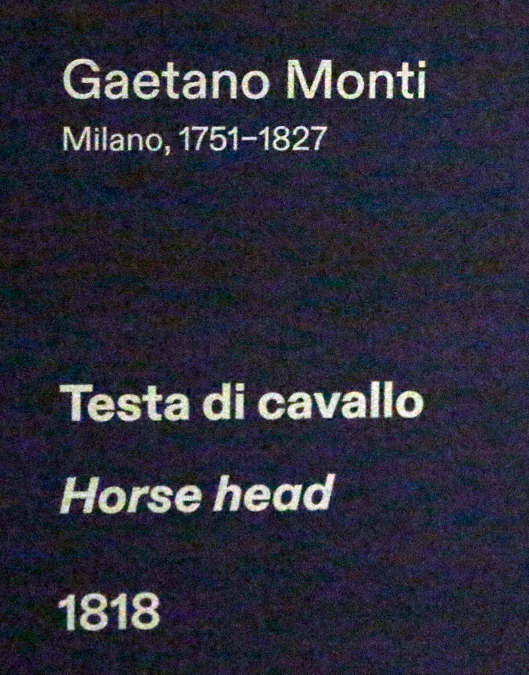 Gaetano Monti
Milano, 1751–1827
Testa di cavallo
Horse head
1818